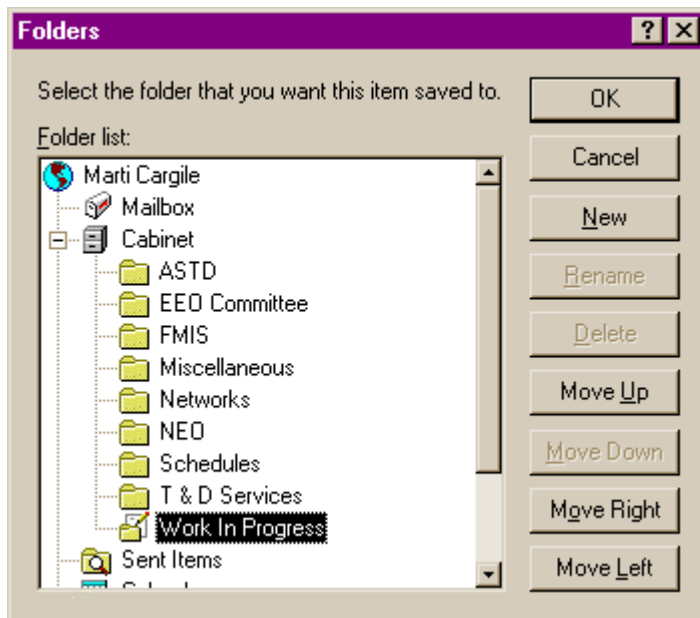 Folders
Select the folder that you want this item saved to.
Folder list:
Marti Cargile
Mailbox
Cabinet
ASTD
EEO Committee
FMIS
Miscellaneous
Networks
NEO
Schedules
T & D Services
Work In Progress
Sent Items
OK
Cancel
New
Rename
Delete
Move Up
Move Down
Move Right
Move Left